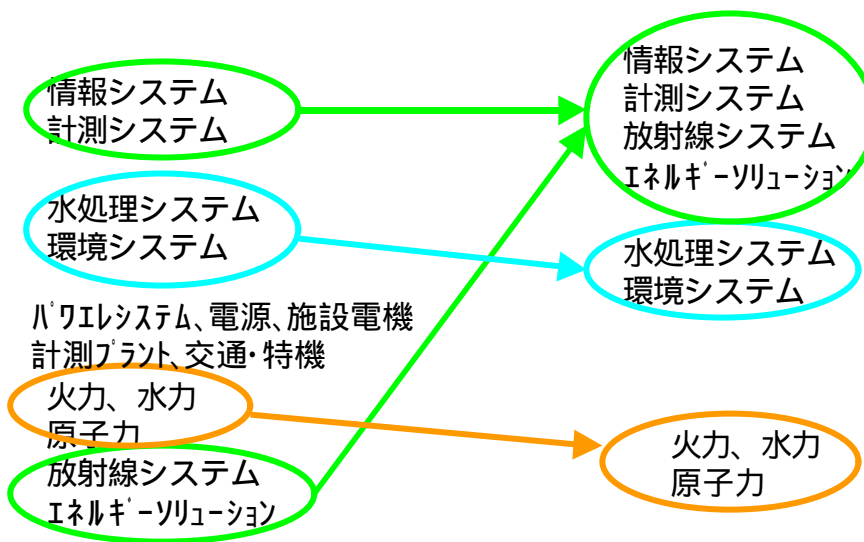 情報システム
計測システム
水処理システム
環境システム
ﾊﾟﾜｴﾚｼｽﾃﾑ、電源、施設電機
計測ﾌﾟﾗﾝﾄ、交通・特機
火力、水力
原子力
放射線システム
ｴﾈﾙｷﾞｰｿﾘｭｰｼｮﾝ
情報システム
計測システム
放射線システム
ｴﾈﾙｷﾞｰｿﾘｭｰｼｮﾝ
水処理システム
環境システム
火力、水力
原子力